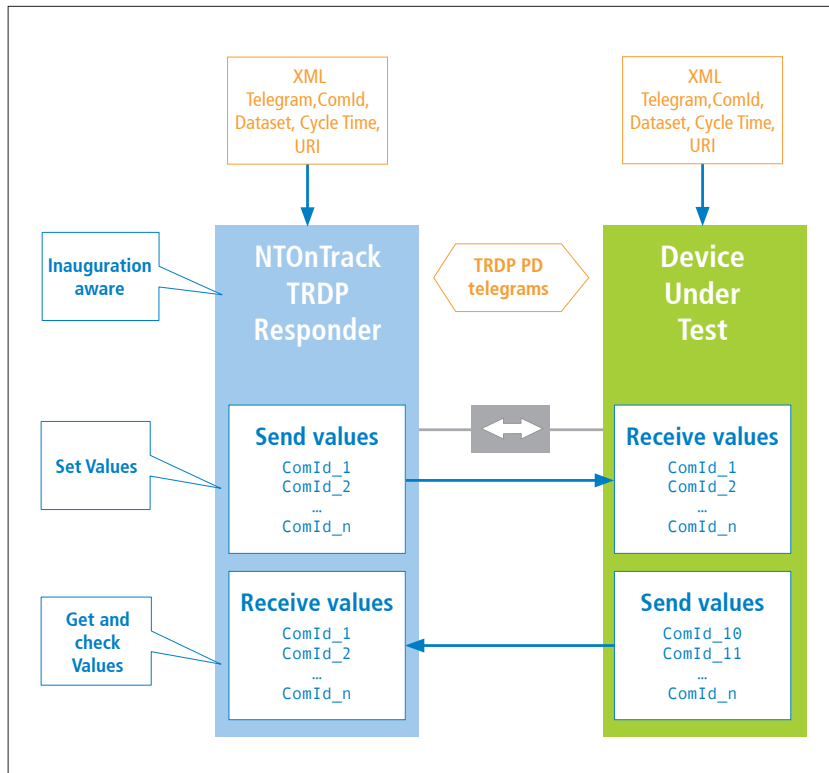 XML
Telegram,ComId,
Dataset, Cycle Time,
URI
XML
Telegram,ComId,
Dataset, Cycle Time,
URI
Inauguration
aware
NTOnTrack
TRDP
Responder
TRDP PD
telegrams
Device
Under
Test
Set Values
Send values
ComId_1
ComId_2
…
ComId_n
Receive values
ComId_1
ComId_2
…
ComId_n
Get and
check
Values
Receive values
ComId_1
ComId_2
…
ComId_n
Send values
ComId_10
ComId_11
…
ComId_n